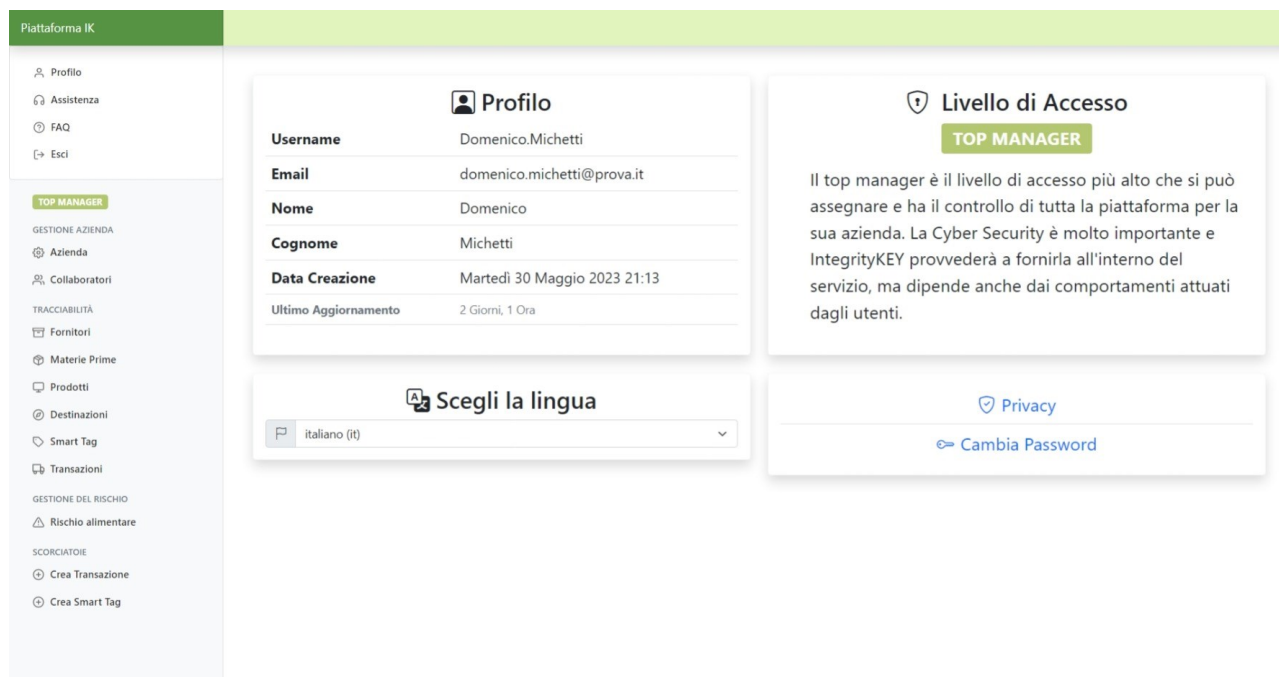 Piattaforma IK
Profilo
Assistenza
FAQ
Esci
TOP MANAGER
GESTIONE AZIENDA
Azienda
Collaboratori
TRACCIABILITÀ
Fornitori
Materie Prime
Prodotti
Destinazioni
Smart Tag
Transazioni
GESTIONE DEL RISCHIO
Rischio alimentare
SCORCIATOIE
Crea Transazione
Crea Smart Tag
Profilo
Username Domenico.Michetti
Email domenico.michetti@prova.it
Nome Domenico
Cognome Michetti
Data Creazione Martedì 30 Maggio 2023 21:13
Ultimo Aggiornamento 2 Giorni, 1 Ora
Scegli la lingua
italiano (it)
Livello di Accesso
TOP MANAGER
Il top manager è il livello di accesso più alto che si può
assegnare e ha il controllo di tutta la piattaforma per la
sua azienda. La Cyber Security è molto importante e
IntegrityKEY provvederà a fornirla all'interno del
servizio, ma dipende anche dai comportamenti attuati
dagli utenti.
Privacy
Cambia Password